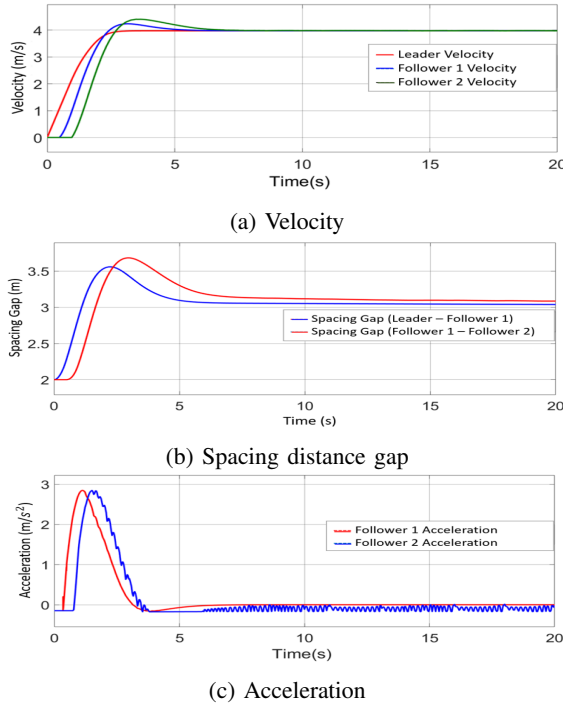 Velocity (m/s)
4
3
2
1
0
Leader Velocity
Follower 1 Velocity
Follower 2 Velocity
0 5 10 15 20
Time(s)
(a) Velocity
Spacing Gap (m)
3.5
3
2.5
2
Spacing Gap (Leader – Follower 1)
Spacing Gap (Follower 1 – Follower 2)
0 5 10 15 20
Time (s)
(b) Spacing distance gap
Acceleration (m/s²)
3
2
1
0
Follower 1 Acceleration
Follower 2 Acceleration
0 5 10 15 20
Time(s)
(c) Acceleration